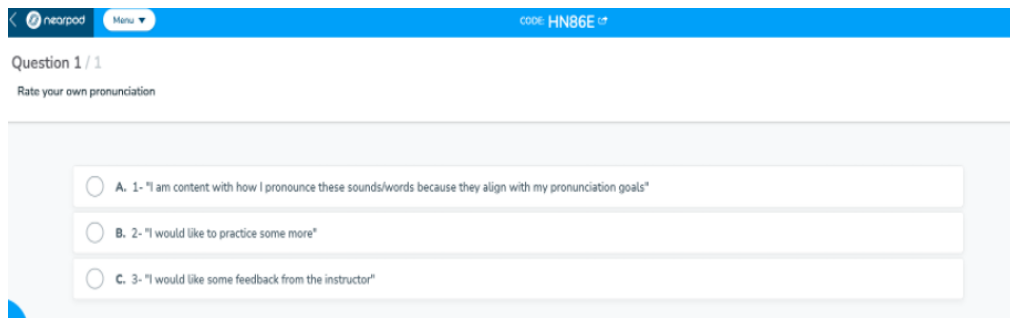 nearpod Menu CODE: HN86E
Question 1 / 1
Rate your own pronunciation
A. 1- "I am content with how I pronounce these sounds/words because they align with my pronunciation goals"
B. 2- "I would like to practice some more"
C. 3- "I would like some feedback from the instructor"